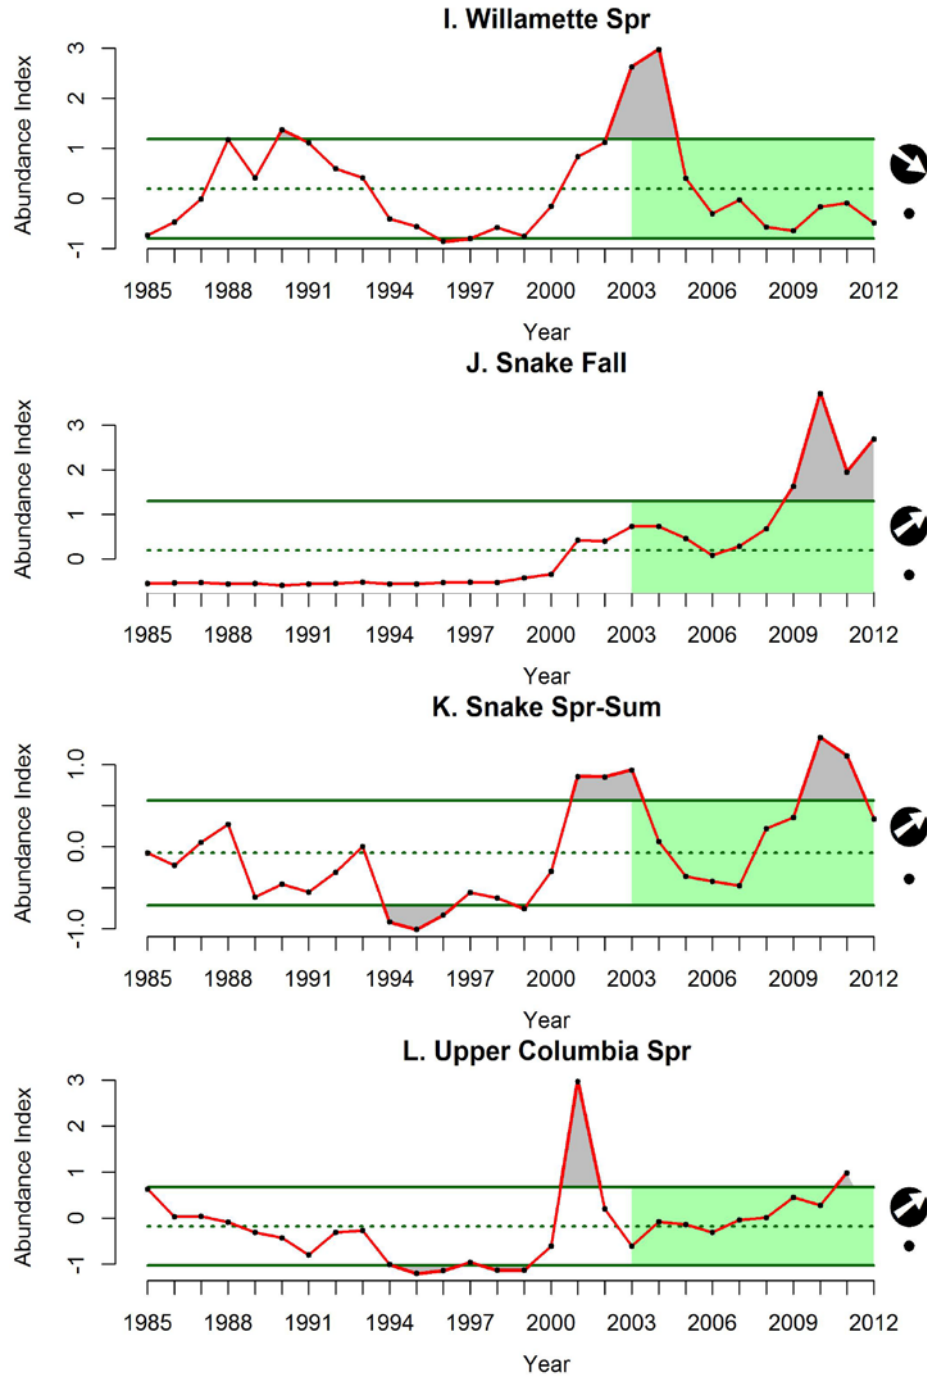 I. Willamette Spr
Abundance Index
3
2
1
0
-1
1985 1988 1991 1994 1997 2000 2003 2006 2009 2012
Year
J. Snake Fall
Abundance Index
3
2
1
0
1985 1988 1991 1994 1997 2000 2003 2006 2009 2012
Year
K. Snake Spr-Sum
Abundance Index
1.0
0.0
-1.0
1985 1988 1991 1994 1997 2000 2003 2006 2009 2012
Year
L. Upper Columbia Spr
Abundance Index
3
2
1
0
-1
1985 1988 1991 1994 1997 2000 2003 2006 2009 2012
Year